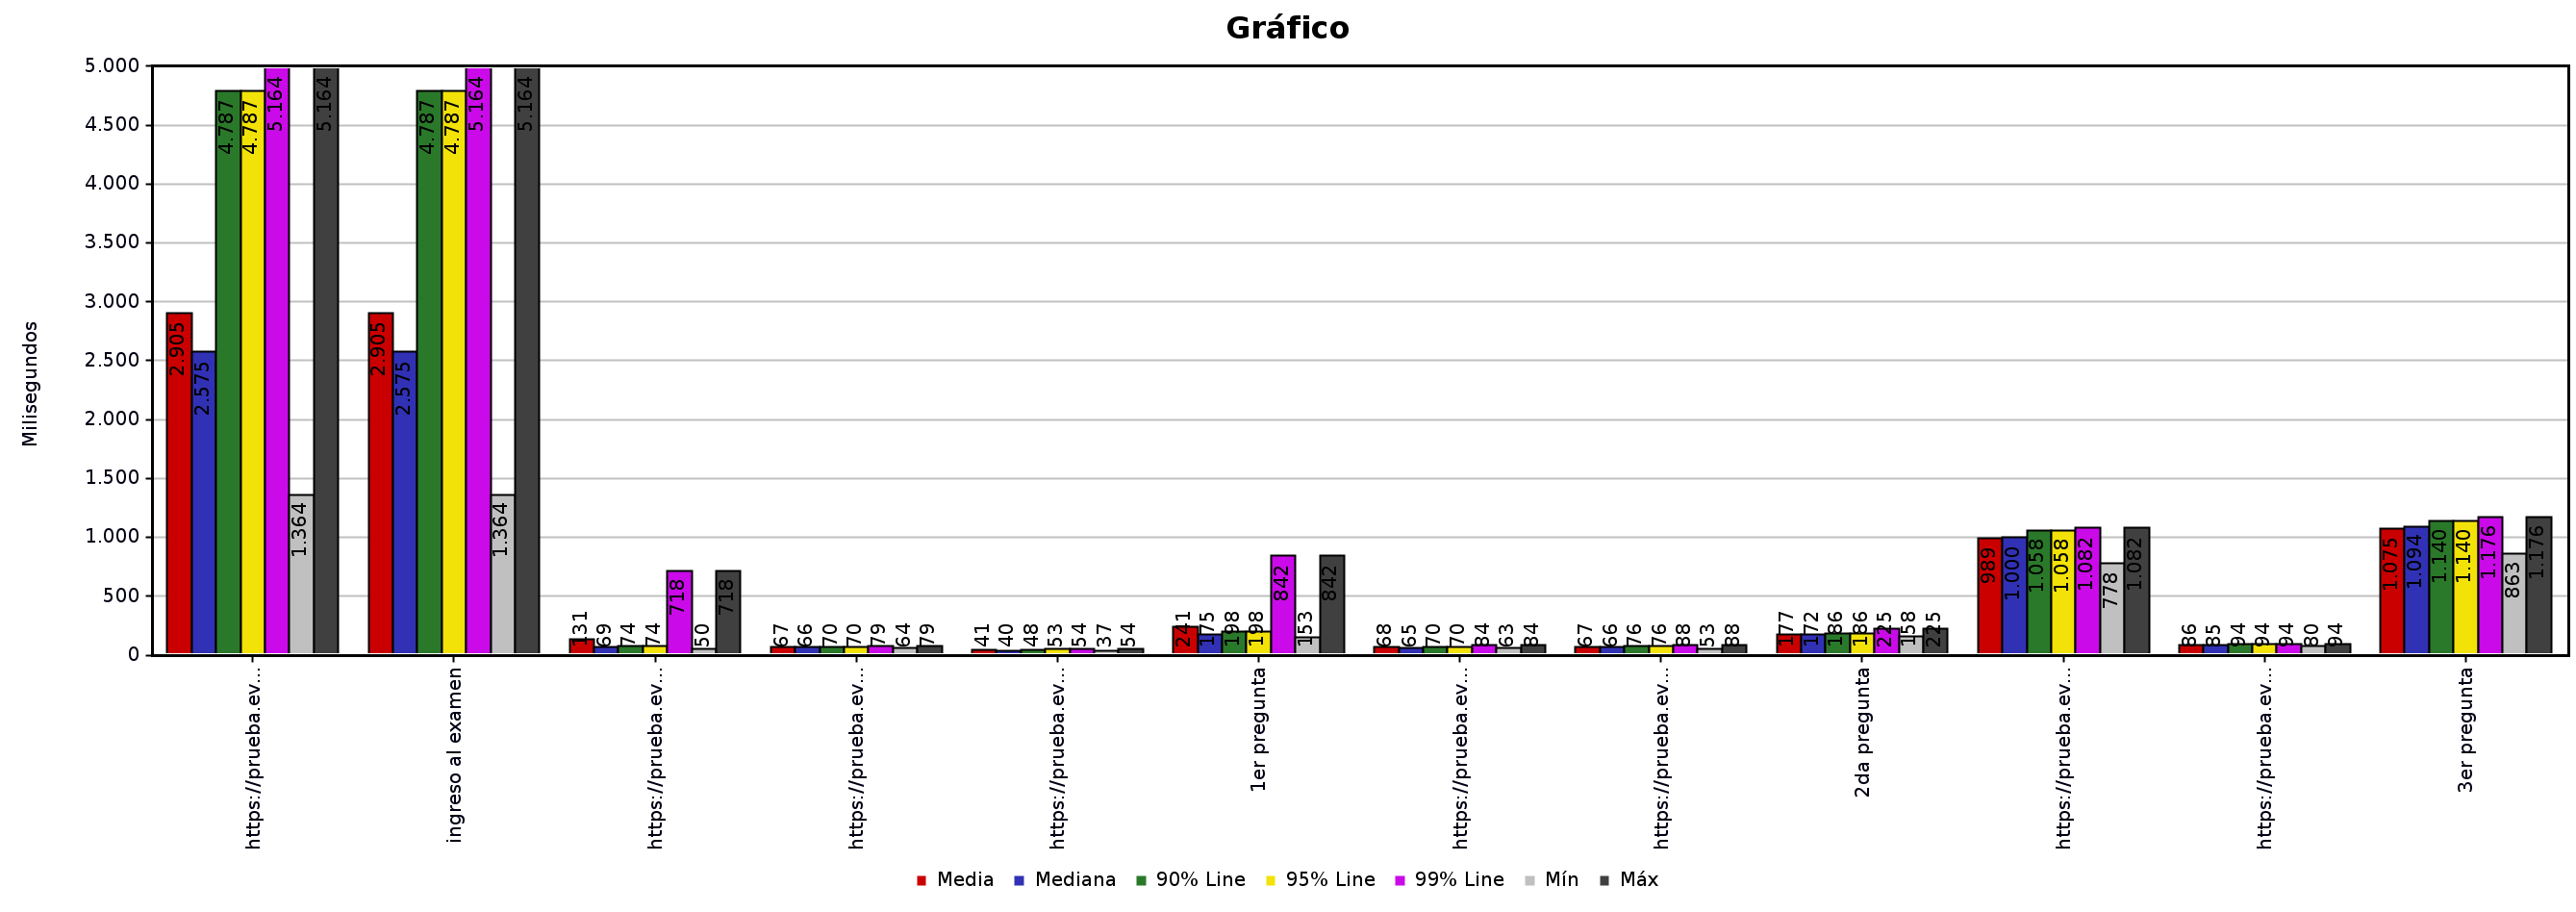 Gráfico
Milisegundos
5.000
4.500
4.000
3.500
3.000
2.500
2.000
1.500
1.000
500
0
2.905 2.575 4.787 4.787 5.164 1.364 5.164
2.905 2.575 4.787 4.787 5.164 1.364 5.164
131 69 74 74 718 50 718
67 66 70 70 79 64 79
41 40 48 53 54 37 54
241 175 198 198 842 153 842
68 65 70 70 84 63 84
67 66 76 76 88 53 88
177 172 186 186 225 158 225
989 1.000 1.058 1.058 1.082 778 1.082
86 85 94 94 94 80 94
1.075 1.094 1.140 1.140 1.176 863 1.176
https://prueba.ev...
ingreso al examen
https://prueba.ev...
https://prueba.ev...
https://prueba.ev...
1er pregunta
https://prueba.ev...
https://prueba.ev...
2da pregunta
https://prueba.ev...
https://prueba.ev...
3er pregunta
Media Mediana 90% Line 95% Line 99% Line Mín Máx